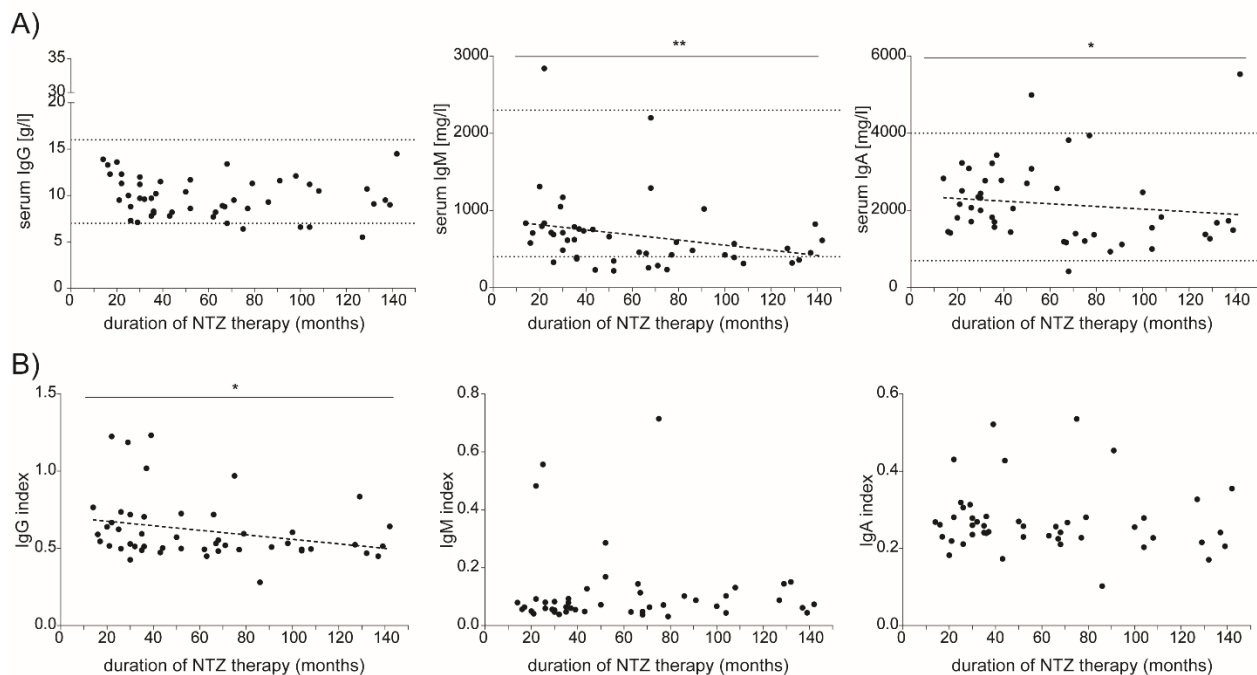 A)
serum IgG [g/l]
35
30
20
15
10
5
0
0 20 40 60 80 100 120 140
duration of NTZ therapy (months)
**
serum IgM [mg/l]
3000
2000
1000
0
0 20 40 60 80 100 120 140
duration of NTZ therapy (months)
*
serum IgA [mg/l]
6000
4000
2000
0
0 20 40 60 80 100 120 140
duration of NTZ therapy (months)
B)
*
IgG index
1.5
1.0
0.5
0.0
0 20 40 60 80 100 120 140
duration of NTZ therapy (months)
IgM index
0.8
0.6
0.4
0.2
0.0
0 20 40 60 80 100 120 140
duration of NTZ therapy (months)
IgA index
0.6
0.4
0.2
0.0
0 20 40 60 80 100 120 140
duration of NTZ therapy (months)